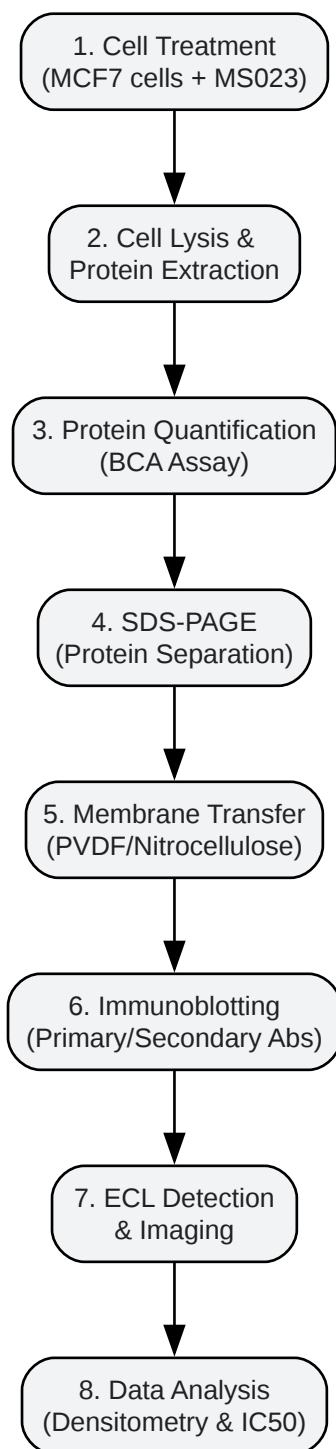 1. Cell Treatment
(MCF7 cells + MS023)
2. Cell Lysis &
Protein Extraction
3. Protein Quantification
(BCA Assay)
4. SDS-PAGE
(Protein Separation)
5. Membrane Transfer
(PVDF/Nitrocellulose)
6. Immunoblotting
(Primary/Secondary Abs)
7. ECL Detection
& Imaging
8. Data Analysis
(Densitometry & IC50)